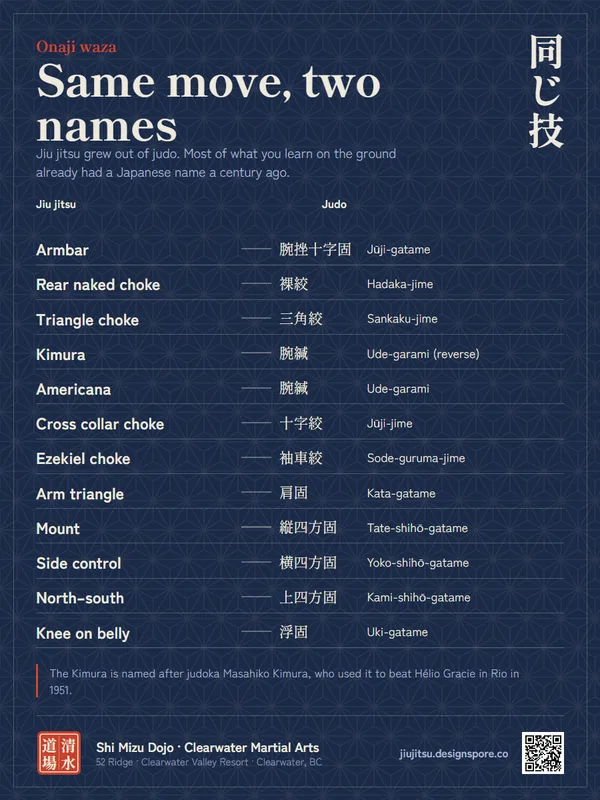 Onaji waza
Same move, two
names
同じ技
Jiu jitsu grew out of judo. Most of what you learn on the ground
already had a Japanese name a century ago.
Jiu jitsu Judo
Armbar 腕挫十字固 Jūji-gatame
Rear naked choke 裸絞 Hadaka-jime
Triangle choke 三角絞 Sankaku-jime
Kimura 腕緘 Ude-garami (reverse)
Americana 腕緘 Ude-garami
Cross collar choke 十字絞 Jūji-jime
Ezekiel choke 袖車絞 Sode-guruma-jime
Arm triangle 肩固 Kata-gatame
Mount 縦四方固 Tate-shihō-gatame
Side control 横四方固 Yoko-shihō-gatame
North–south 上四方固 Kami-shihō-gatame
Knee on belly 浮固 Uki-gatame
The Kimura is named after judoka Masahiko Kimura, who used it to beat Hélio Gracie in Rio in
1951.
清水道場
Shi Mizu Dojo · Clearwater Martial Arts
52 Ridge · Clearwater Valley Resort · Clearwater, BC
jiujitsu.designspore.co